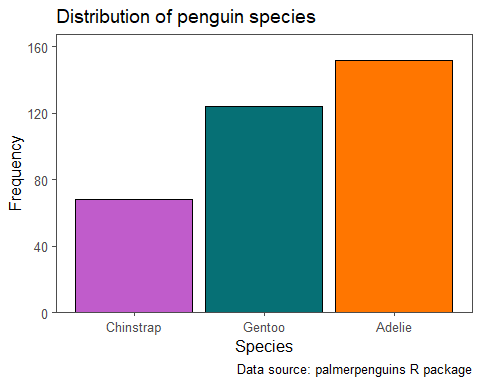 Distribution of penguin species
Frequency
160
120
80
40
0
Chinstrap Gentoo Adelie
Species
Data source: palmerpenguins R package